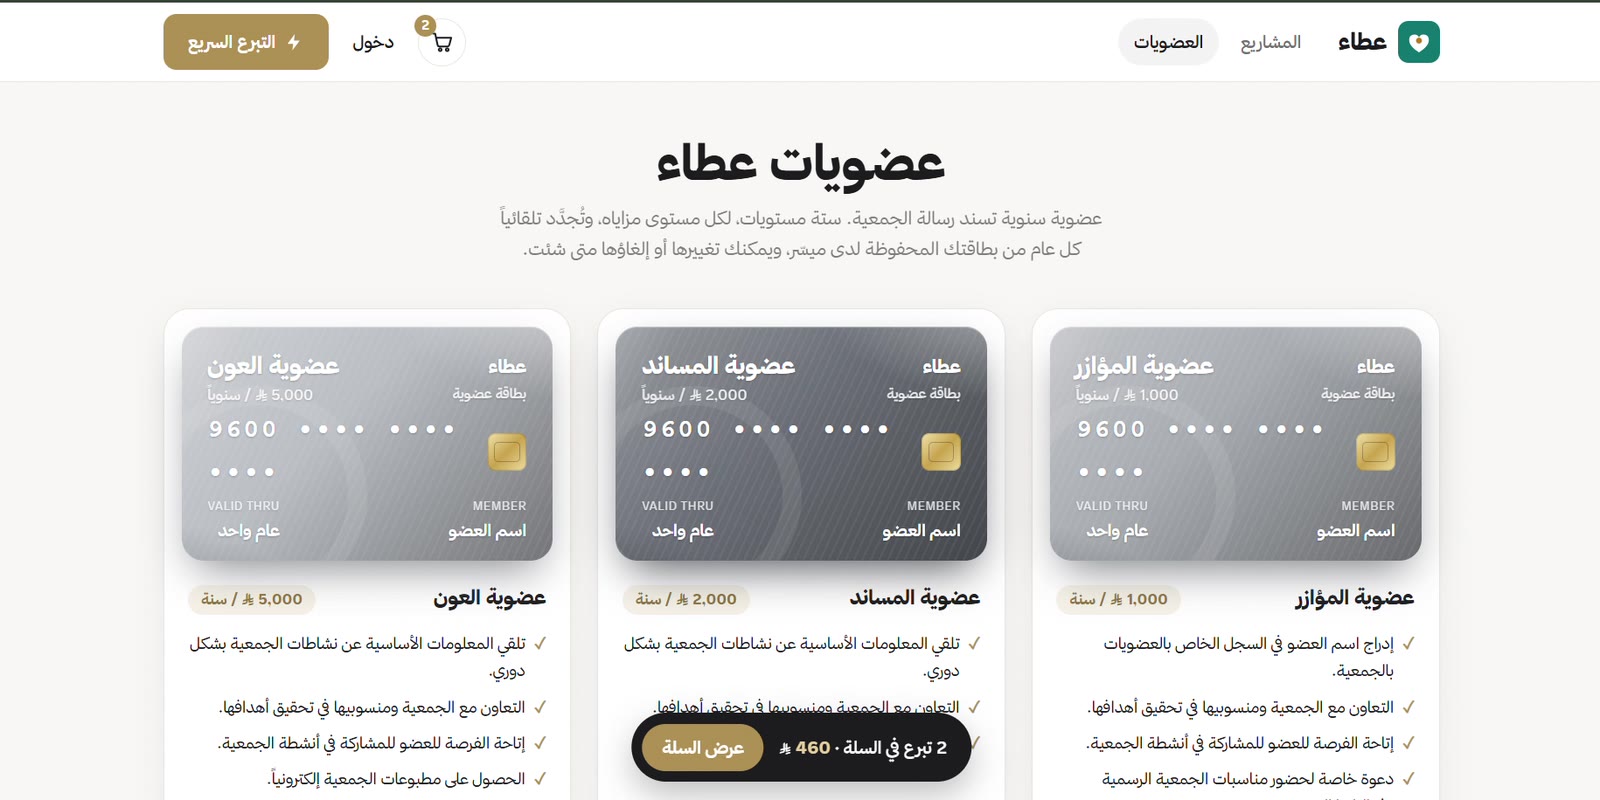 عطاء
المشاريع
العضويات
2
دخول
التبرع السريع
عضويات عطاء
عضوية سنوية تسند رسالة الجمعية. ستة مستويات، لكل مستوى مزاياه، وتُجدَّد تلقائياً
كل عام من بطاقتك المحفوظة لدى ميسّر، ويمكنك تغييرها أو إلغاؤها متى شئت.
عطاء
عضوية المؤازر
بطاقة عضوية
1,000 ⃁ / سنوياً
9600 •••• ••••
••••
MEMBER
VALID THRU
اسم العضو
عام واحد
عضوية المؤازر
1,000 ⃁ / سنة
إدراج اسم العضو في السجل الخاص بالعضويات
بالجمعية.
التعاون مع الجمعية ومنسوبيها في تحقيق أهدافها.
إتاحة الفرصة للعضو للمشاركة في أنشطة الجمعية.
دعوة خاصة لحضور مناسبات الجمعية الرسمية
عطاء
عضوية المساند
بطاقة عضوية
2,000 ⃁ / سنوياً
9600 •••• ••••
••••
MEMBER
VALID THRU
اسم العضو
عام واحد
عضوية المساند
2,000 ⃁ / سنة
تلقي المعلومات الأساسية عن نشاطات الجمعية بشكل
دوري.
التعاون مع الجمعية ومنسوبيها في تحقيق أهدافها.
عطاء
عضوية العون
بطاقة عضوية
5,000 ⃁ / سنوياً
9600 •••• ••••
••••
MEMBER
VALID THRU
اسم العضو
عام واحد
عضوية العون
5,000 ⃁ / سنة
تلقي المعلومات الأساسية عن نشاطات الجمعية بشكل
دوري.
التعاون مع الجمعية ومنسوبيها في تحقيق أهدافها.
إتاحة الفرصة للعضو للمشاركة في أنشطة الجمعية.
الحصول على مطبوعات الجمعية إلكترونياً.
2 تبرع في السلة · 460 ⃁
عرض السلة